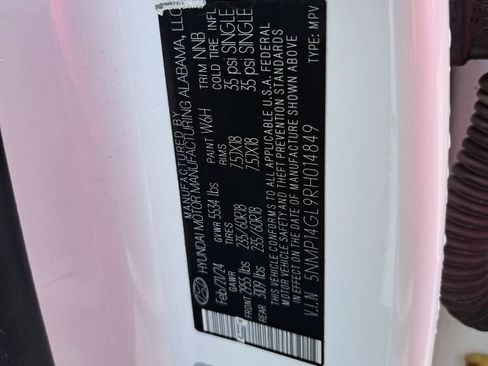 MANUFACTURED BY
HYUNDAI MOTOR MANUFACTURING ALABAMA, LLC
Feb/21/24 GVWR 5534 lbs PAINT W6H TRIM NNB
GAWR TIRES RIMS COLD TIRE INFL
FRONT 2955 lbs 235/60R18 7.5JX18 35 psi SINGLE
REAR 3109 lbs 235/60R18 7.5JX18 35 psi SINGLE
THIS VEHICLE CONFORMS TO ALL APPLICABLE U.S.A. FEDERAL
MOTOR VEHICLE SAFETY AND THEFT PREVENTION STANDARDS
IN EFFECT ON THE DATE OF MANUFACTURE SHOWN ABOVE
V.I.N 5NMP14GL9RH014849 TYPE: MPV